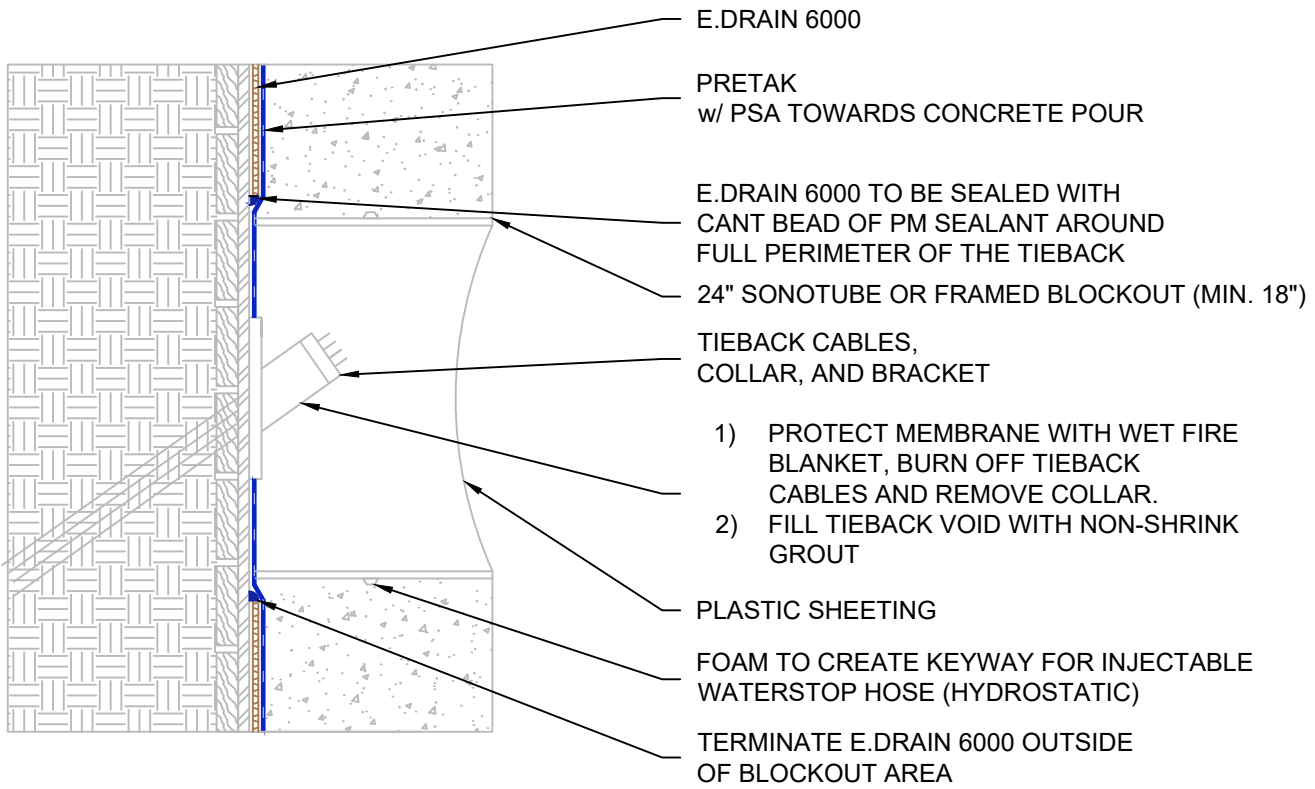 E.DRAIN 6000
PRETAK
w/ PSA TOWARDS CONCRETE POUR
E.DRAIN 6000 TO BE SEALED WITH
CANT BEAD OF PM SEALANT AROUND
FULL PERIMETER OF THE TIEBACK
24" SONOTUBE OR FRAMED BLOCKOUT (MIN. 18")
TIEBACK CABLES,
COLLAR, AND BRACKET
1) PROTECT MEMBRANE WITH WET FIRE
BLANKET, BURN OFF TIEBACK
CABLES AND REMOVE COLLAR.
2) FILL TIEBACK VOID WITH NON-SHRINK
GROUT
PLASTIC SHEETING
FOAM TO CREATE KEYWAY FOR INJECTABLE
WATERSTOP HOSE (HYDROSTATIC)
TERMINATE E.DRAIN 6000 OUTSIDE
OF BLOCKOUT AREA